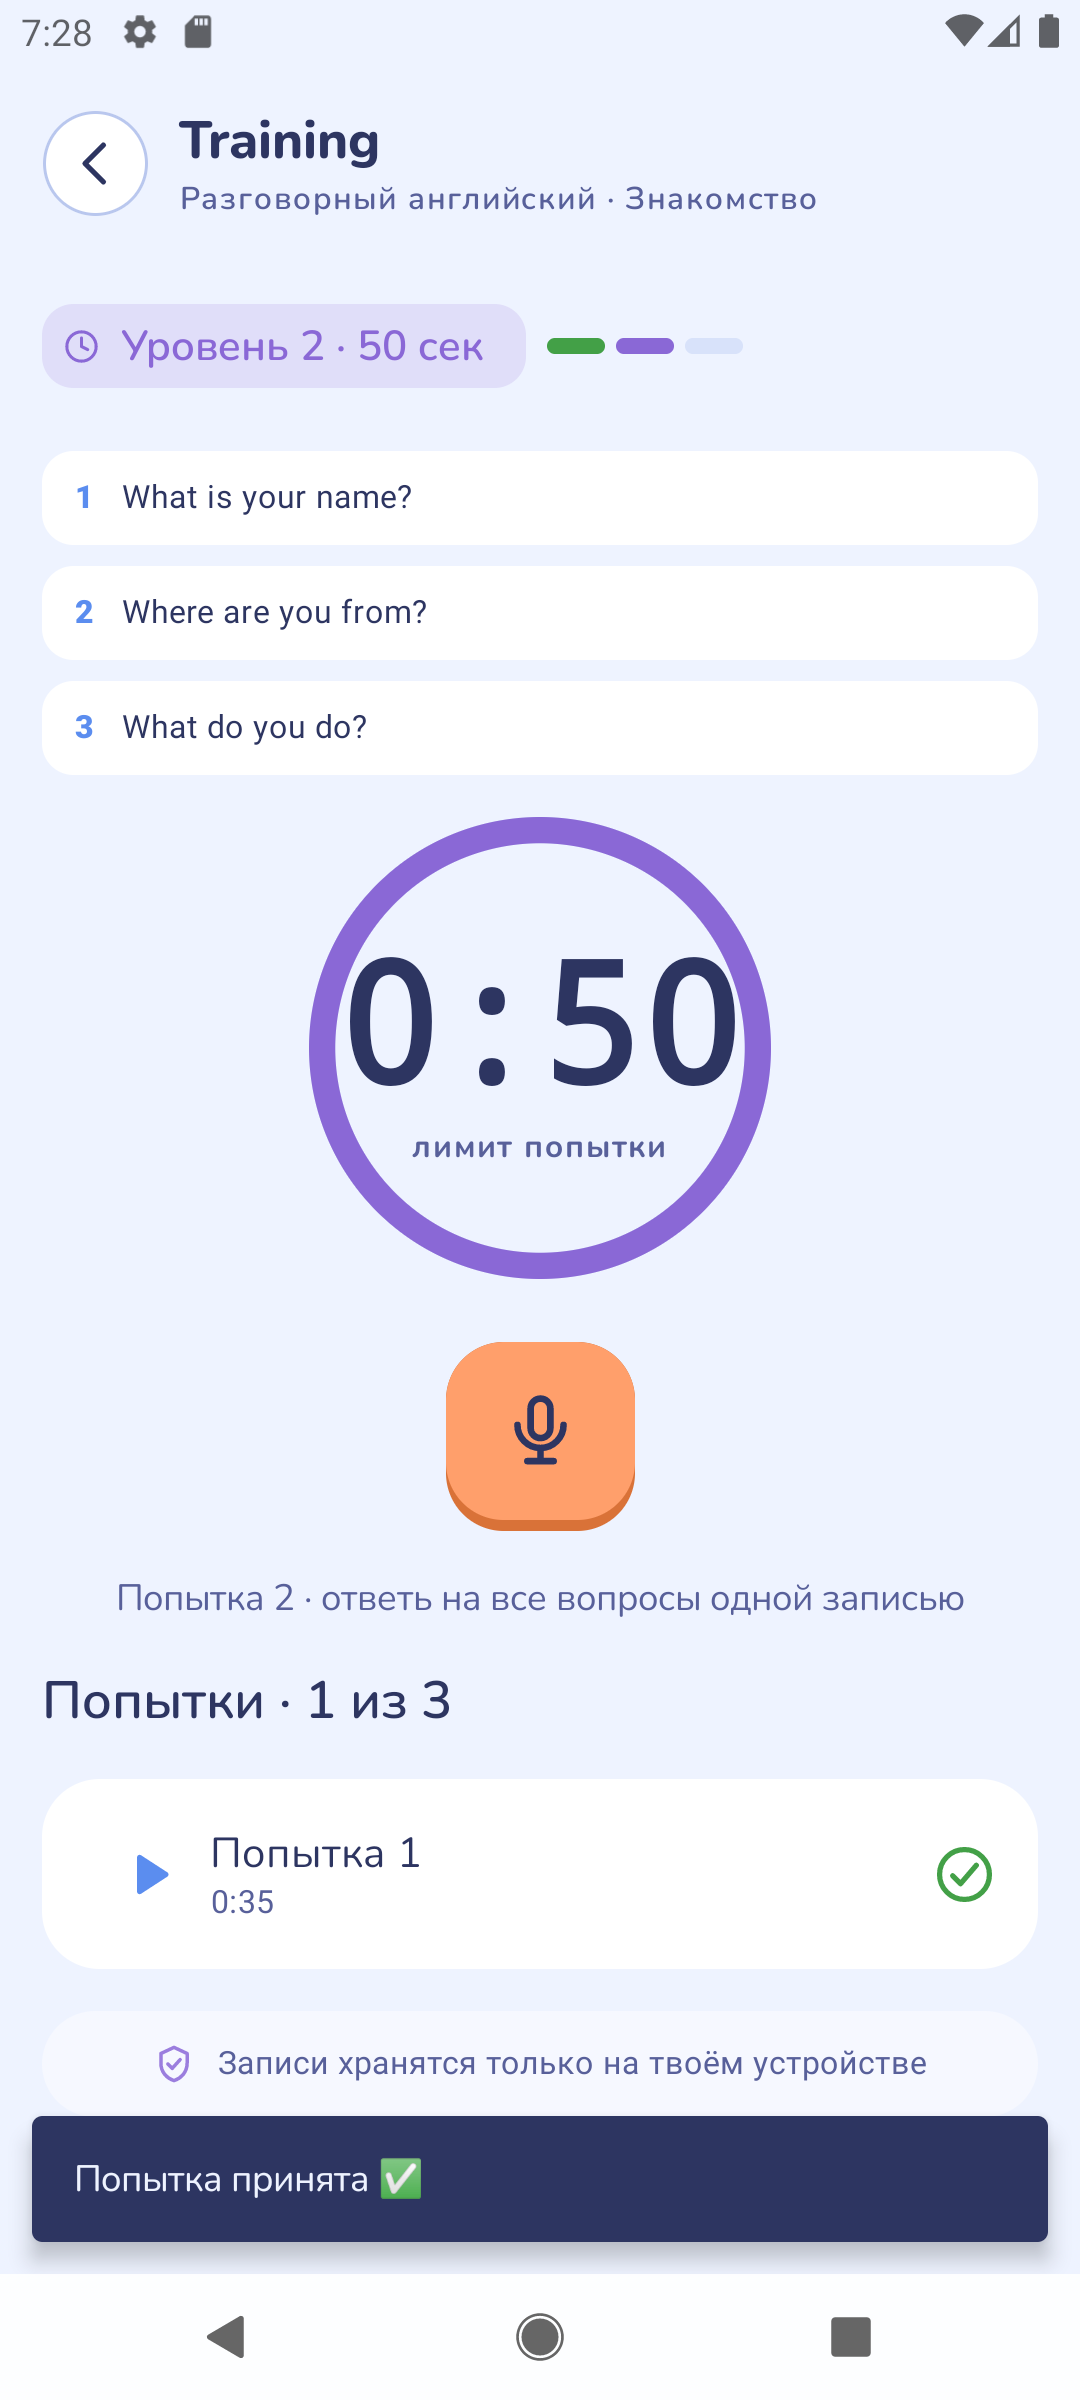 7:28
Training
Разговорный английский · Знакомство
Уровень 2 · 50 сек
1 What is your name?
2 Where are you from?
3 What do you do?
0:50
лимит попытки
Попытка 2 · ответь на все вопросы одной записью
Попытки · 1 из 3
Попытка 1
0:35
Записи хранятся только на твоём устройстве
Попытка принята ✅